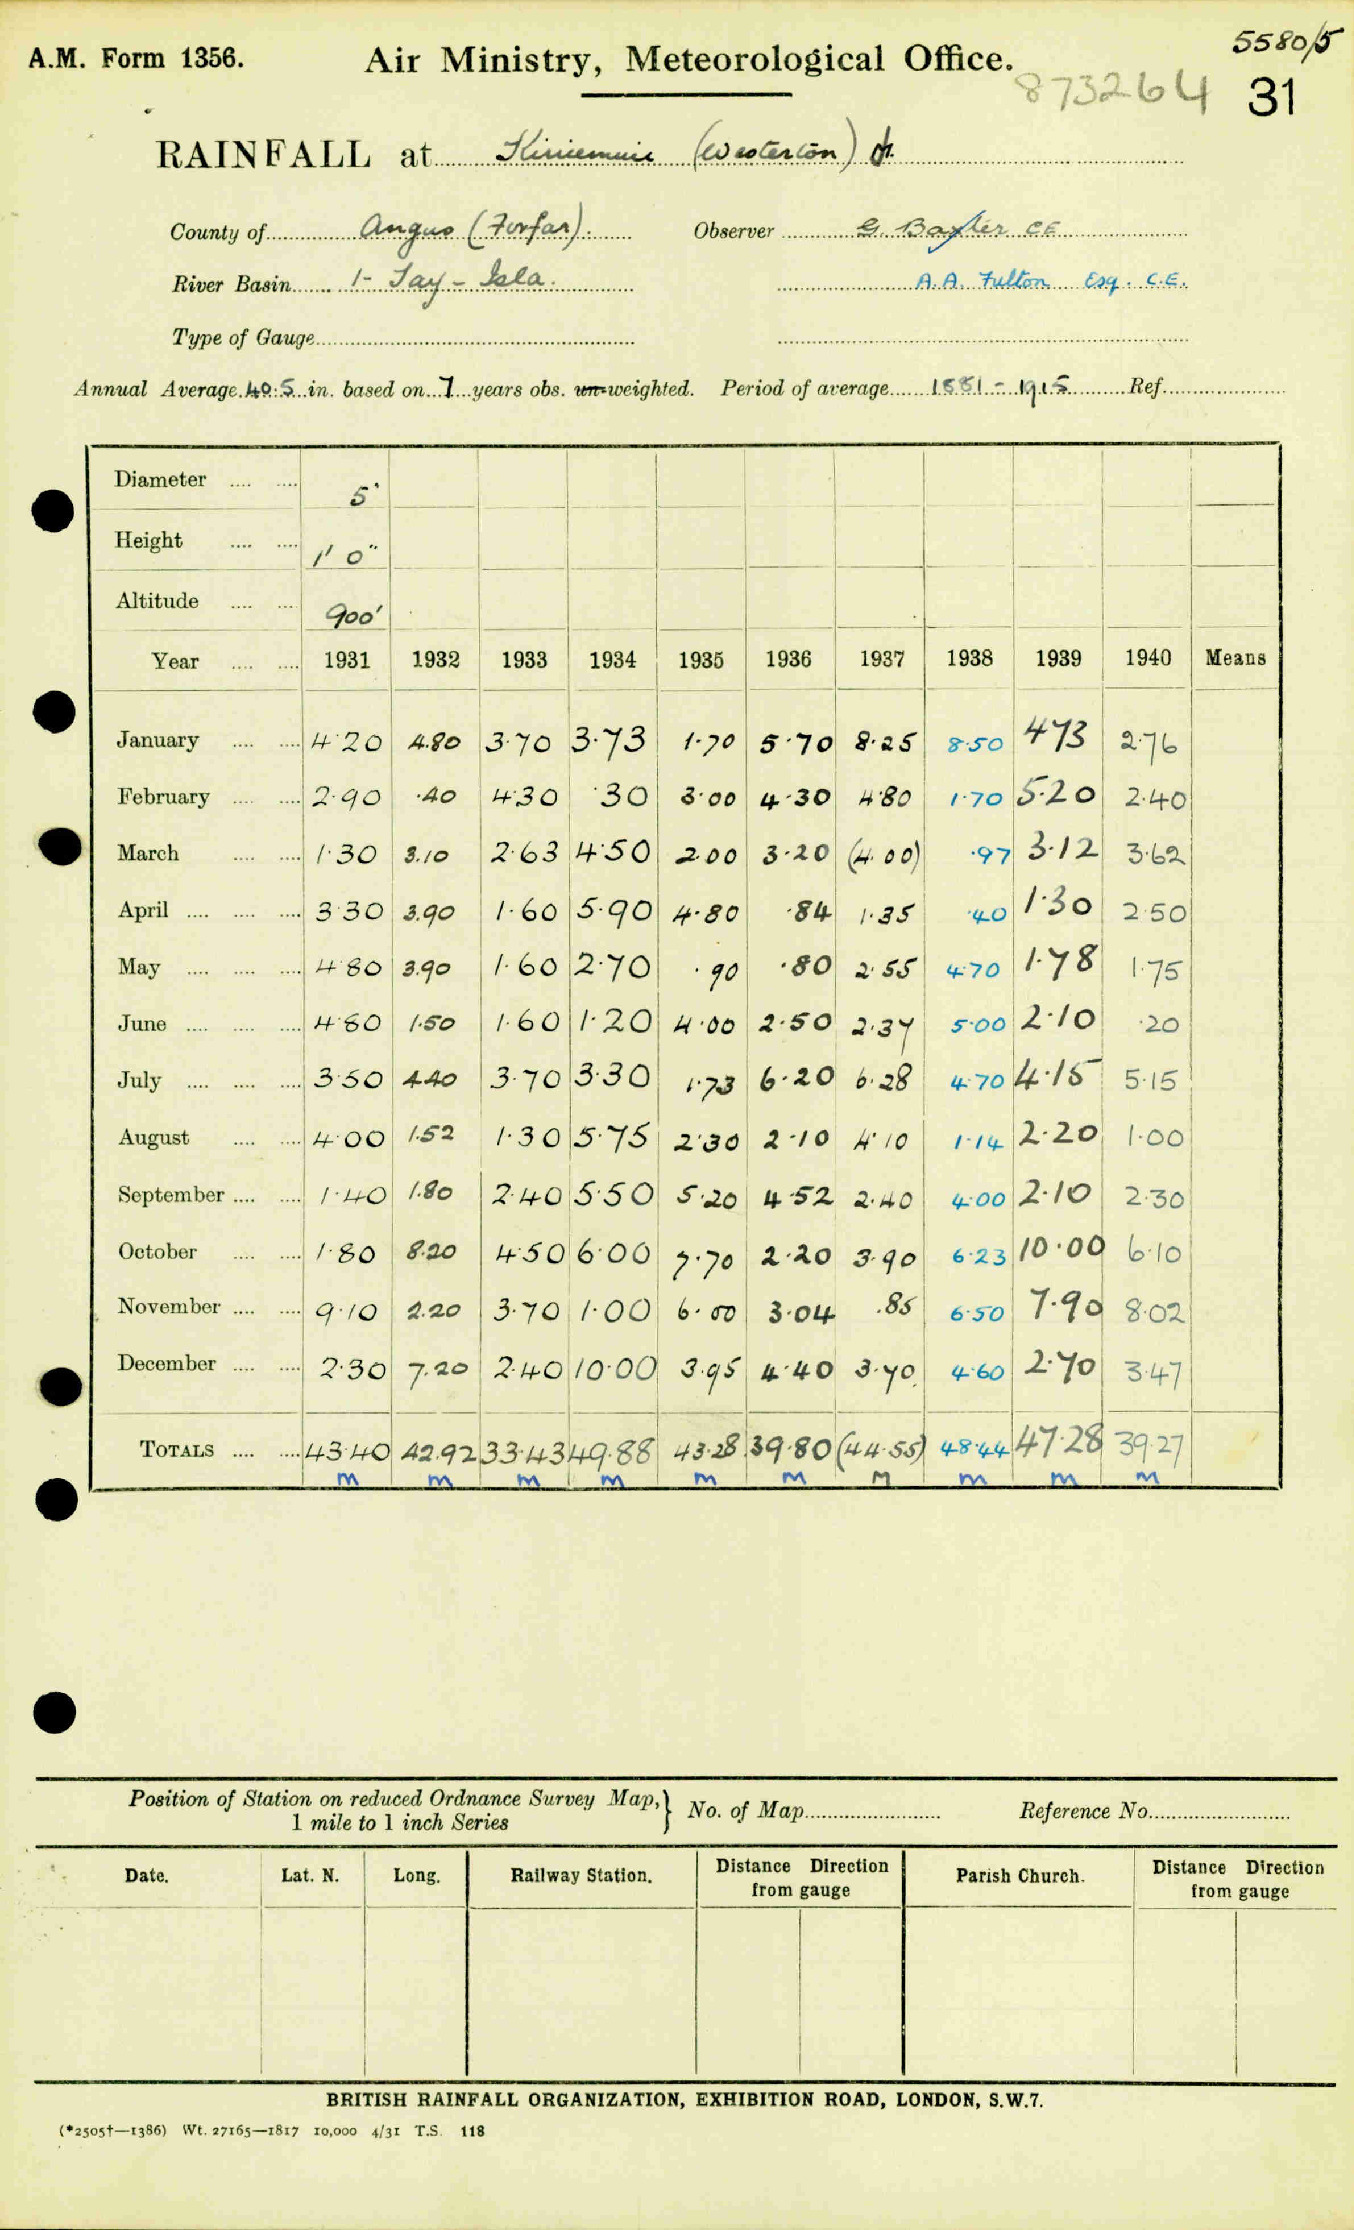 A.M. Form 1356.
Air Ministry, Meteorological Office.
5580/5
873264
31
RAINFALL at Kirriemuir (Westerton)
County of Angus (Forfar). Observer G. Baxter CE
River Basin 1- Tay - Isla. A.A. Fulton Esq. C.E.
Type of Gauge
Annual Average 40.5 in. based on 7 years obs. un-weighted. Period of average 1881-1915 Ref.
Diameter 5"
Height 1' 0"
Altitude 900'
Year 1931 1932 1933 1934 1935 1936 1937 1938 1939 1940 Means
January 4.20 4.80 3.70 3.73 1.70 5.70 8.25 8.50 4.73 2.76
February 2.90 .40 4.30 .30 3.00 4.30 4.80 1.70 5.20 2.40
March 1.30 3.10 2.63 4.50 2.00 3.20 (4.00) .97 3.12 3.62
April 3.30 3.90 1.60 5.90 4.80 .84 1.35 .40 1.30 2.50
May 4.80 3.90 1.60 2.70 .90 .80 2.55 4.70 1.78 1.75
June 4.80 1.50 1.60 1.20 4.00 2.50 2.37 5.00 2.10 .20
July 3.50 4.40 3.70 3.30 1.73 6.20 6.28 4.70 4.15 5.15
August 4.00 1.52 1.30 5.75 2.30 2.10 4.10 1.14 2.20 1.00
September 1.40 1.80 2.40 5.50 5.20 4.52 2.40 4.00 2.10 2.30
October 1.80 8.20 4.50 6.00 7.70 2.20 3.90 6.23 10.00 6.10
November 9.10 2.20 3.70 1.00 6.00 3.04 .85 6.50 7.90 8.02
December 2.30 7.20 2.40 10.00 3.95 4.40 3.70 4.60 2.70 3.47
TOTALS 43.40 42.92 33.43 49.88 43.28 39.80 (44.55) 48.44 47.28 39.27
m m m m m m M m m m
Position of Station on reduced Ordnance Survey Map, } No. of Map Reference No.
1 mile to 1 inch Series
Date. Lat. N. Long. Railway Station. Distance Direction from gauge Parish Church. Distance Direction from gauge
BRITISH RAINFALL ORGANIZATION, EXHIBITION ROAD, LONDON, S.W.7.
(*2505†—1386) Wt. 27165—1817 10,000 4/31 T.S. 118